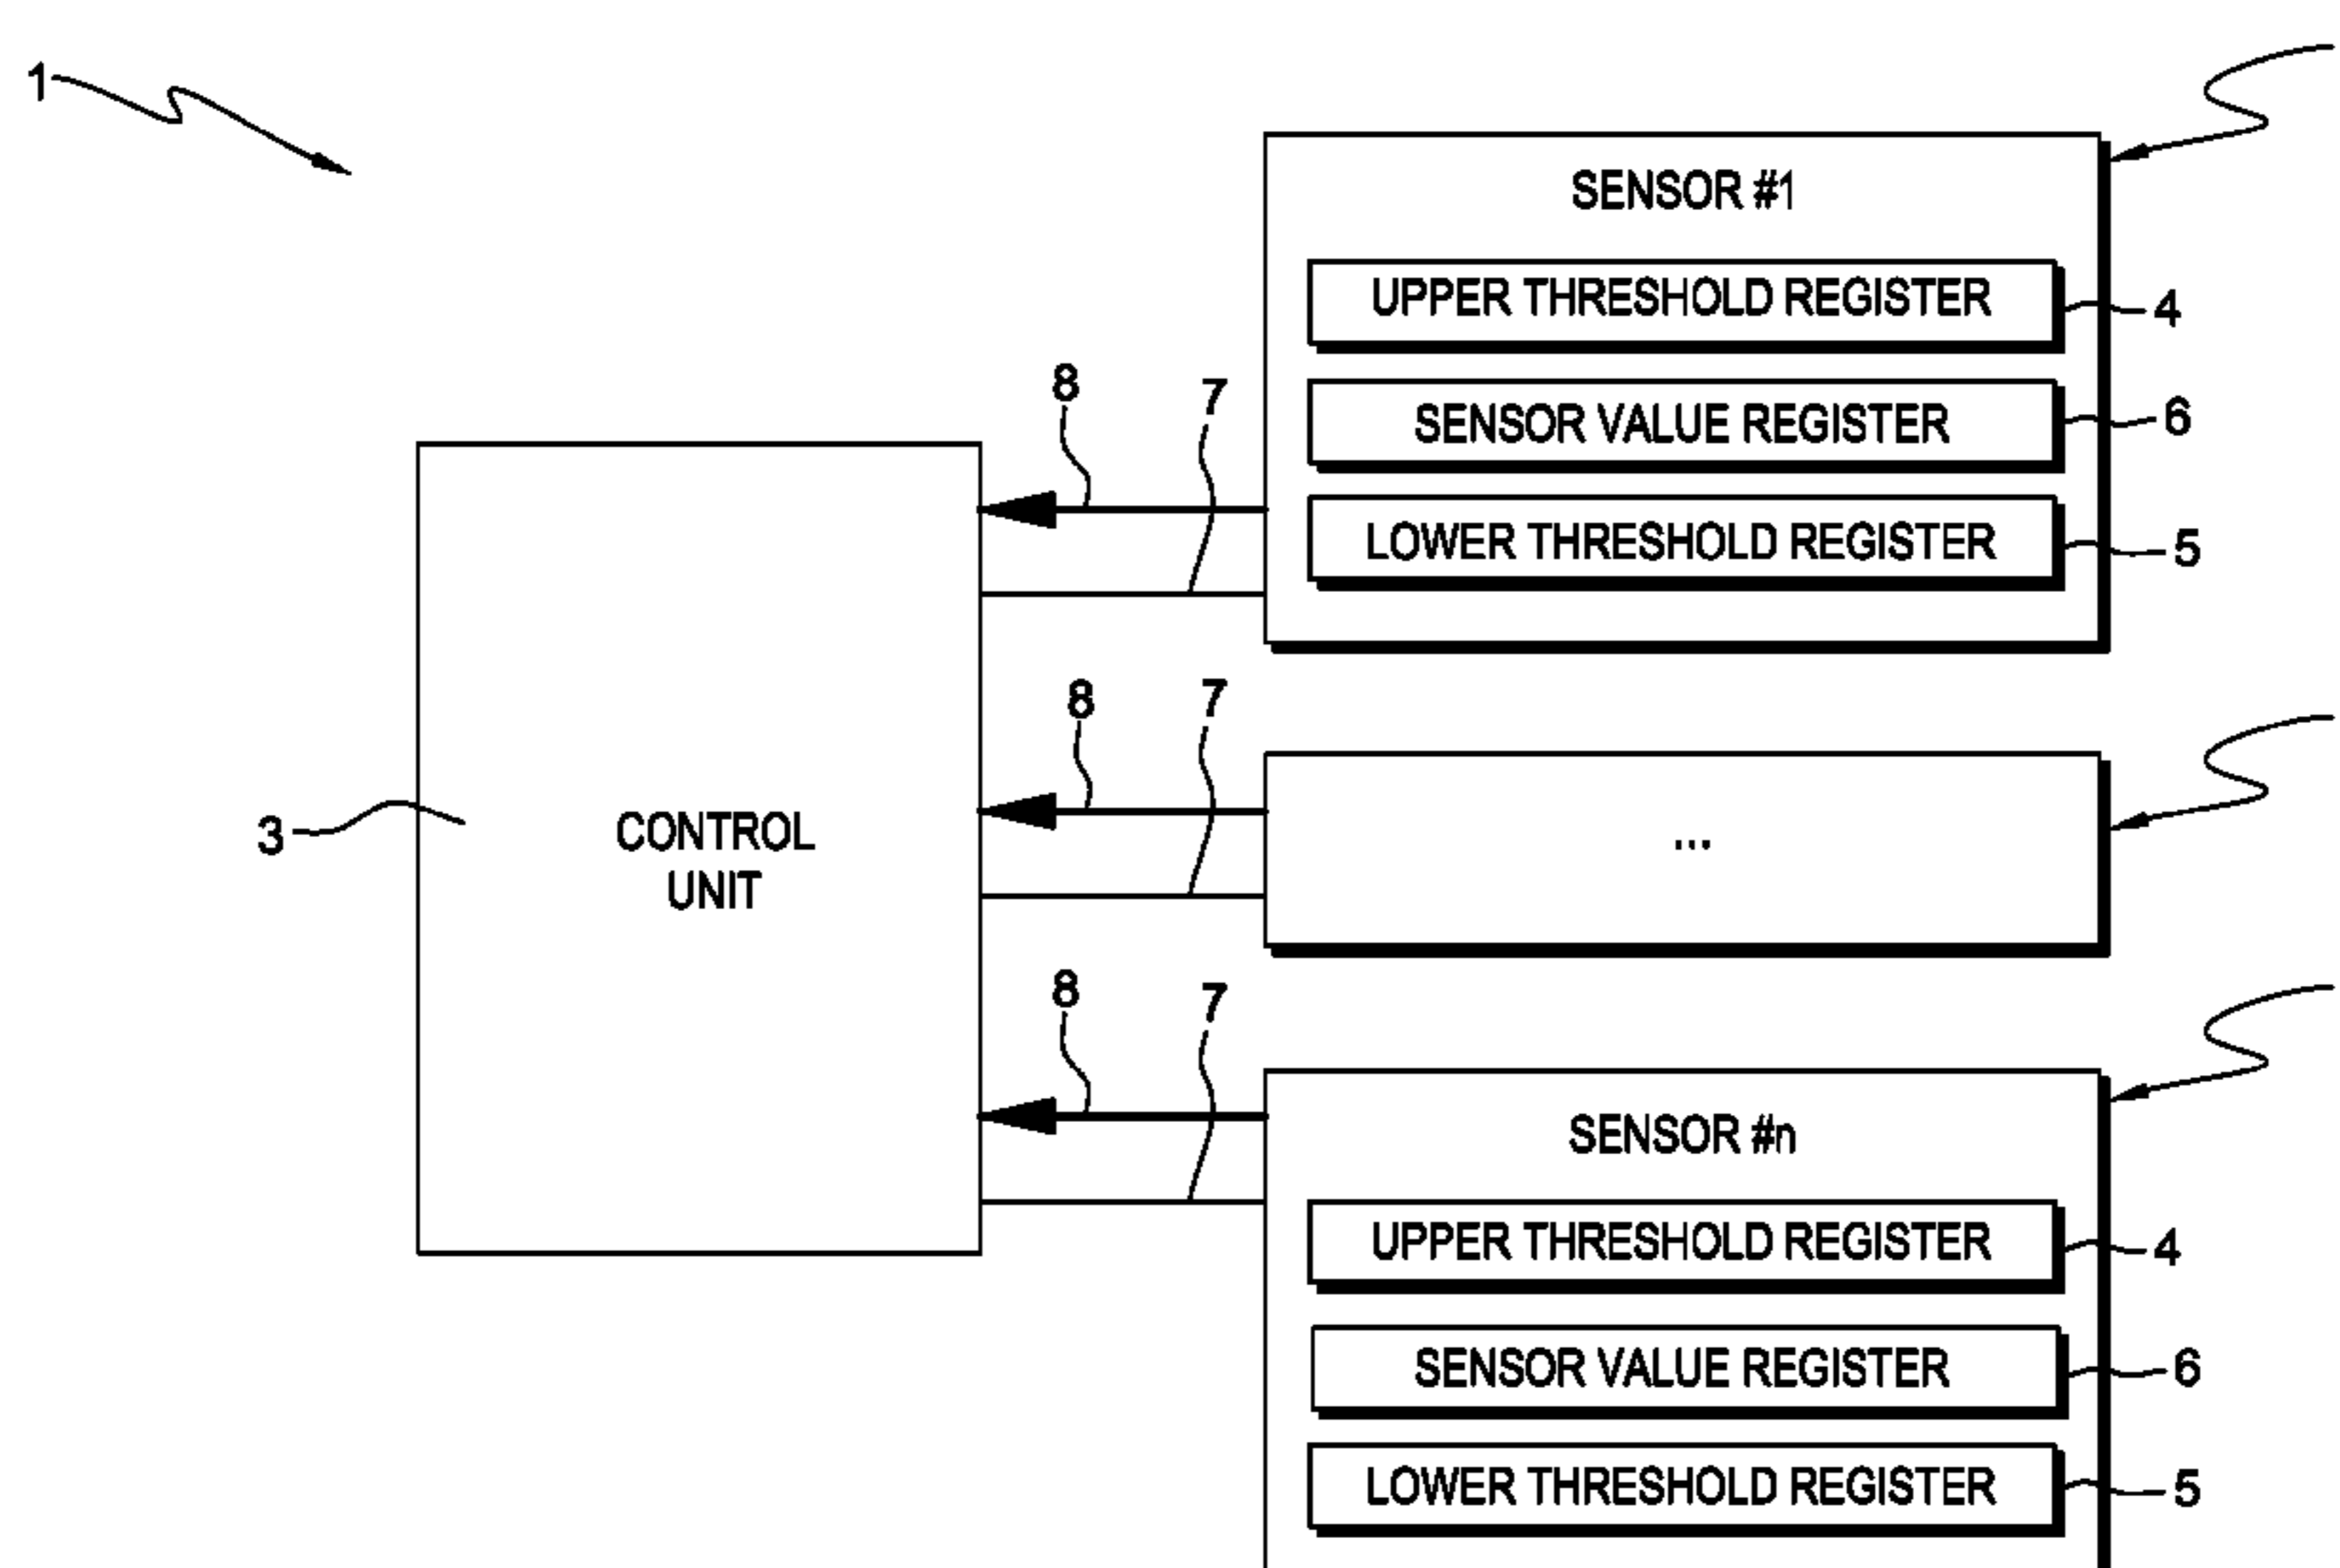 1
SENSOR #1
UPPER THRESHOLD REGISTER
4
8
7
SENSOR VALUE REGISTER
6
LOWER THRESHOLD REGISTER
5
8
7
3
CONTROL
UNIT
...
8
7
SENSOR #n
UPPER THRESHOLD REGISTER
4
SENSOR VALUE REGISTER
6
LOWER THRESHOLD REGISTER
5